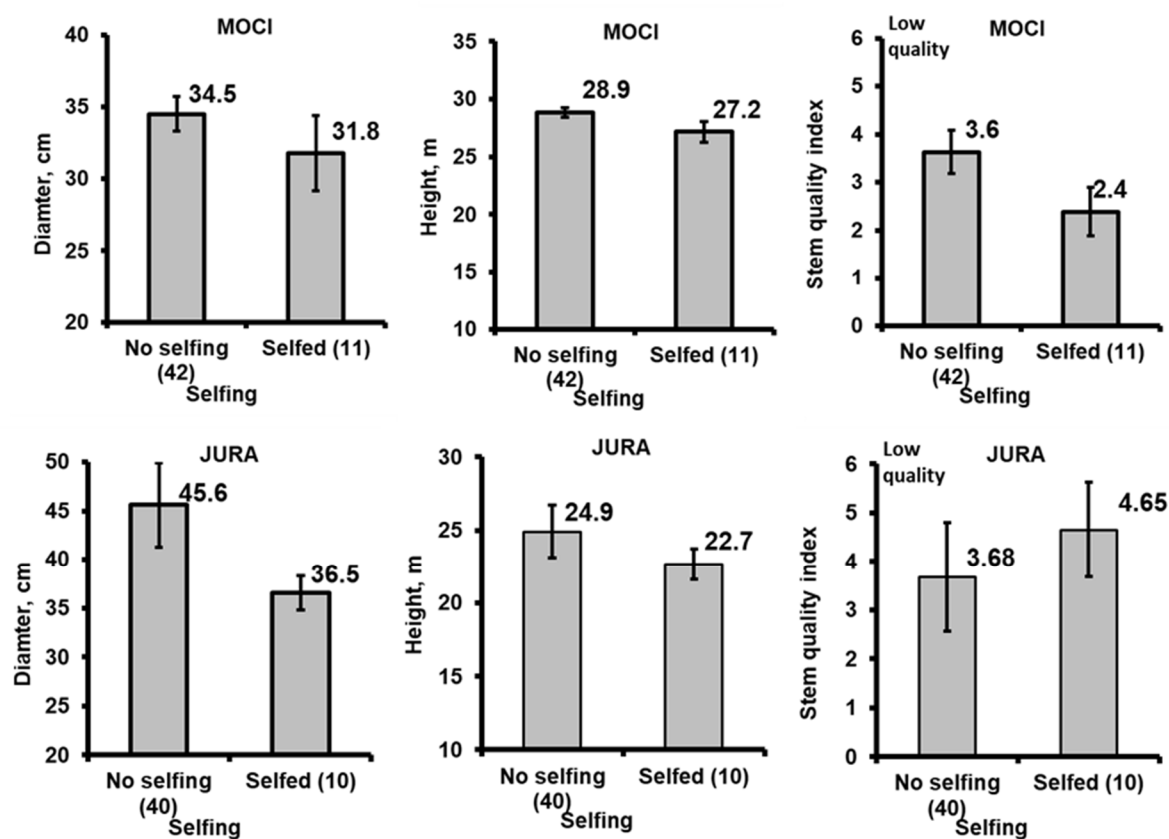 MOCI
Diamter, cm
40
35
30
25
20
34.5
31.8
No selfing
(42)
Selfed (11)
Selfing
MOCI
Height, m
35
30
25
20
15
10
28.9
27.2
No selfing
(42)
Selfed (11)
Selfing
MOCI
Low
quality
Stem quality index
6
5
4
3
2
1
0
3.6
2.4
No selfing
(42)
Selfed (11)
Selfing
JURA
Diamter, cm
50
45
40
35
30
25
20
45.6
36.5
No selfing
(40)
Selfed (10)
Selfing
JURA
Height, m
30
25
20
15
10
24.9
22.7
No selfing
(40)
Selfed (10)
Selfing
JURA
Low
quality
Stem quality index
6
5
4
3
2
1
0
3.68
4.65
No selfing
(40)
Selfed (10)
Selfing